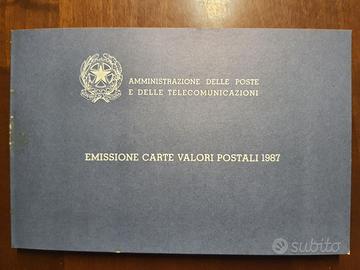 AMMINISTRAZIONE DELLE POSTE
E DELLE TELECOMUNICAZIONI
EMISSIONE CARTE VALORI POSTALI 1987
subito